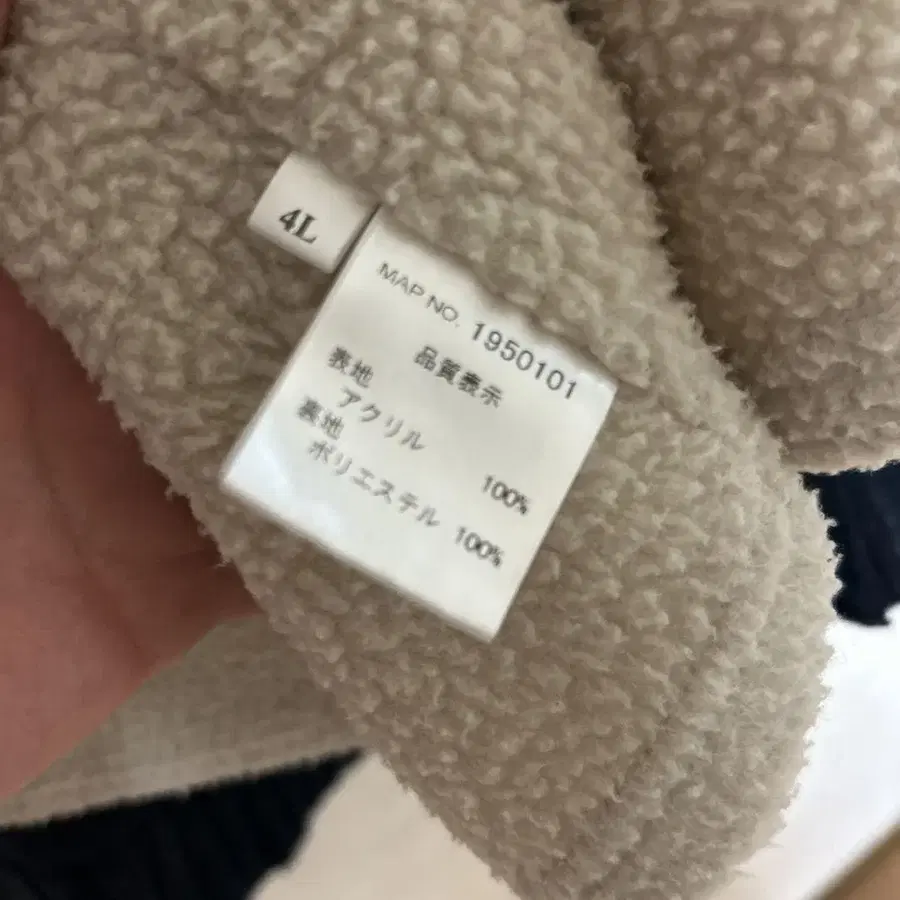 4L
MAP NO. 1950101
品質表示
表地
アクリル 100%
裏地
ポリエステル 100%